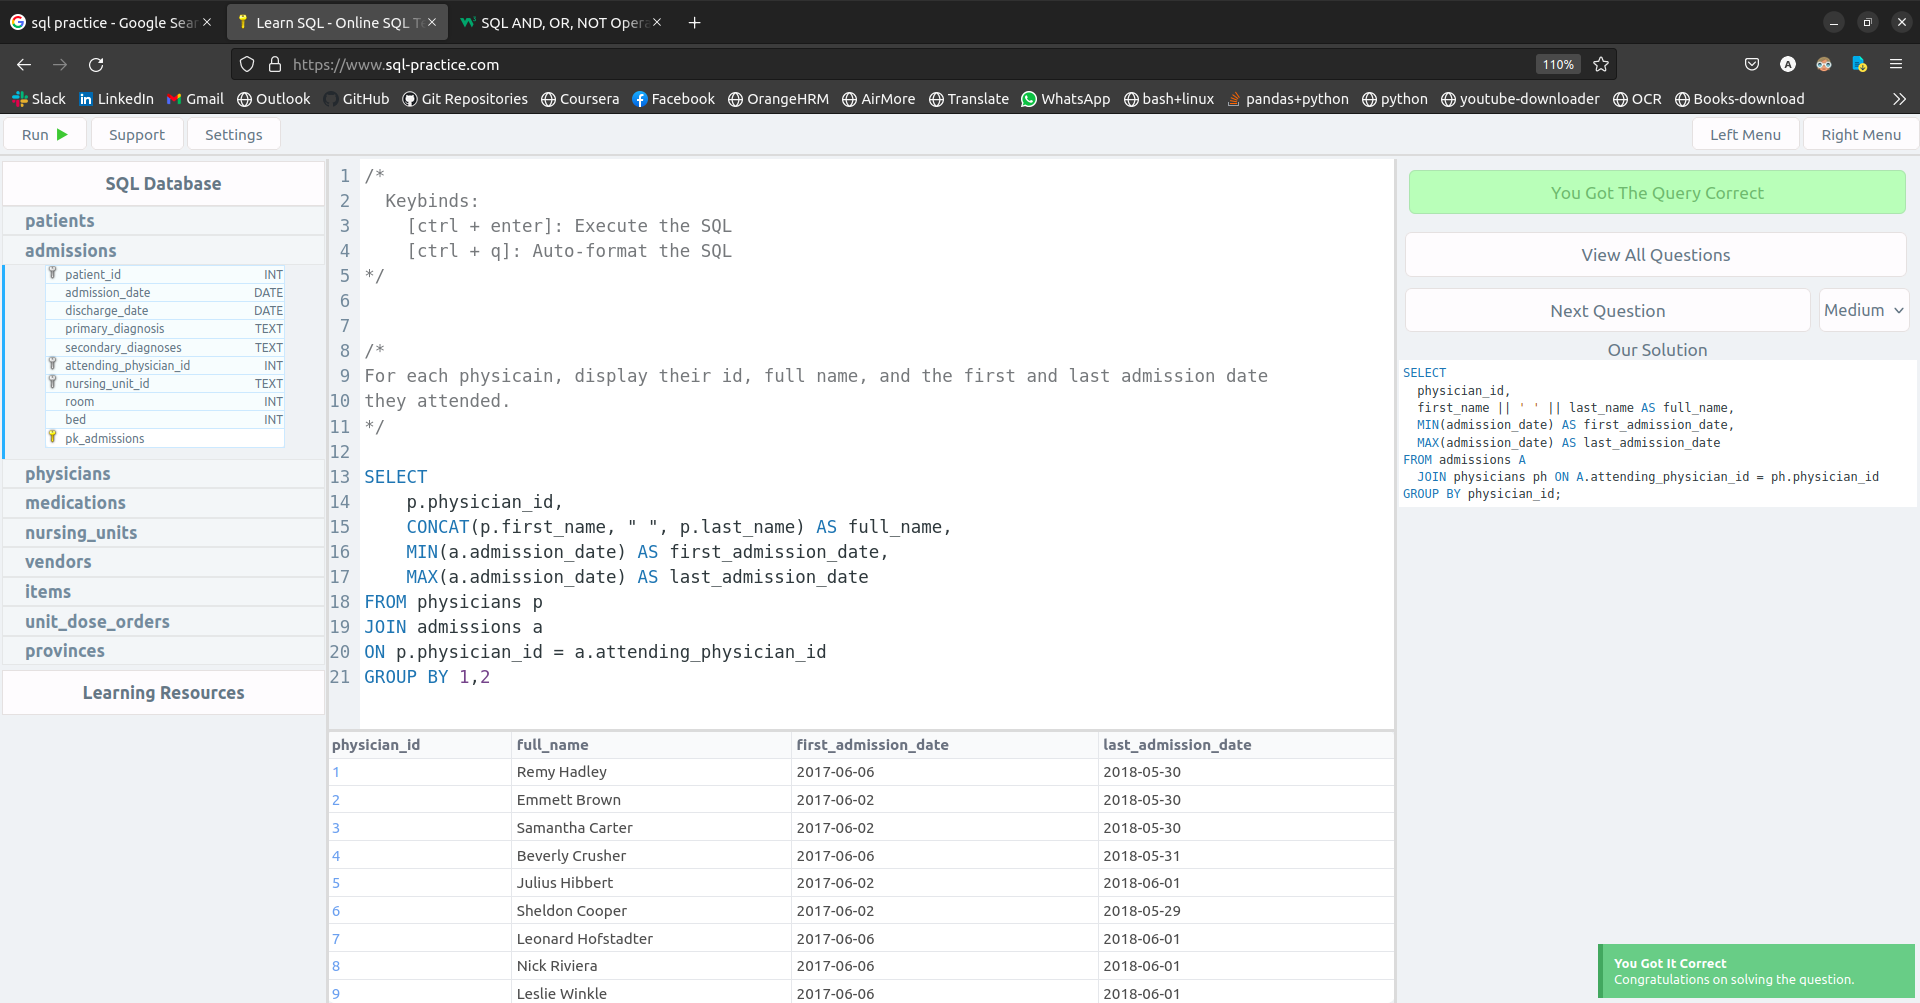 sql practice - Google Sear
Learn SQL - Online SQL Te
SQL AND, OR, NOT Opera
https://www.sql-practice.com
110%
Slack
LinkedIn
Gmail
Outlook
GitHub
Git Repositories
Coursera
Facebook
OrangeHRM
AirMore
Translate
WhatsApp
bash+linux
pandas+python
python
youtube-downloader
OCR
Books-download
Run
Support
Settings
Left Menu
Right Menu
SQL Database
patients
admissions
patient_id INT
admission_date DATE
discharge_date DATE
primary_diagnosis TEXT
secondary_diagnoses TEXT
attending_physician_id INT
nursing_unit_id TEXT
room INT
bed INT
pk_admissions
physicians
medications
nursing_units
vendors
items
unit_dose_orders
provinces
Learning Resources
1 /*
2 Keybinds:
3 [ctrl + enter]: Execute the SQL
4 [ctrl + q]: Auto-format the SQL
5 */
6
7
8 /*
9 For each physicain, display their id, full name, and the first and last admission date
10 they attended.
11 */
12
13 SELECT
14 p.physician_id,
15 CONCAT(p.first_name, " ", p.last_name) AS full_name,
16 MIN(a.admission_date) AS first_admission_date,
17 MAX(a.admission_date) AS last_admission_date
18 FROM physicians p
19 JOIN admissions a
20 ON p.physician_id = a.attending_physician_id
21 GROUP BY 1,2
physician_id full_name first_admission_date last_admission_date
1 Remy Hadley 2017-06-06 2018-05-30
2 Emmett Brown 2017-06-02 2018-05-30
3 Samantha Carter 2017-06-02 2018-05-30
4 Beverly Crusher 2017-06-06 2018-05-31
5 Julius Hibbert 2017-06-02 2018-06-01
6 Sheldon Cooper 2017-06-02 2018-05-29
7 Leonard Hofstadter 2017-06-06 2018-06-01
8 Nick Riviera 2017-06-06 2018-06-01
9 Leslie Winkle 2017-06-06 2018-06-01
You Got The Query Correct
View All Questions
Next Question
Medium
Our Solution
SELECT
physician_id,
first_name || ' ' || last_name AS full_name,
MIN(admission_date) AS first_admission_date,
MAX(admission_date) AS last_admission_date
FROM admissions A
JOIN physicians ph ON A.attending_physician_id = ph.physician_id
GROUP BY physician_id;
You Got It Correct
Congratulations on solving the question.